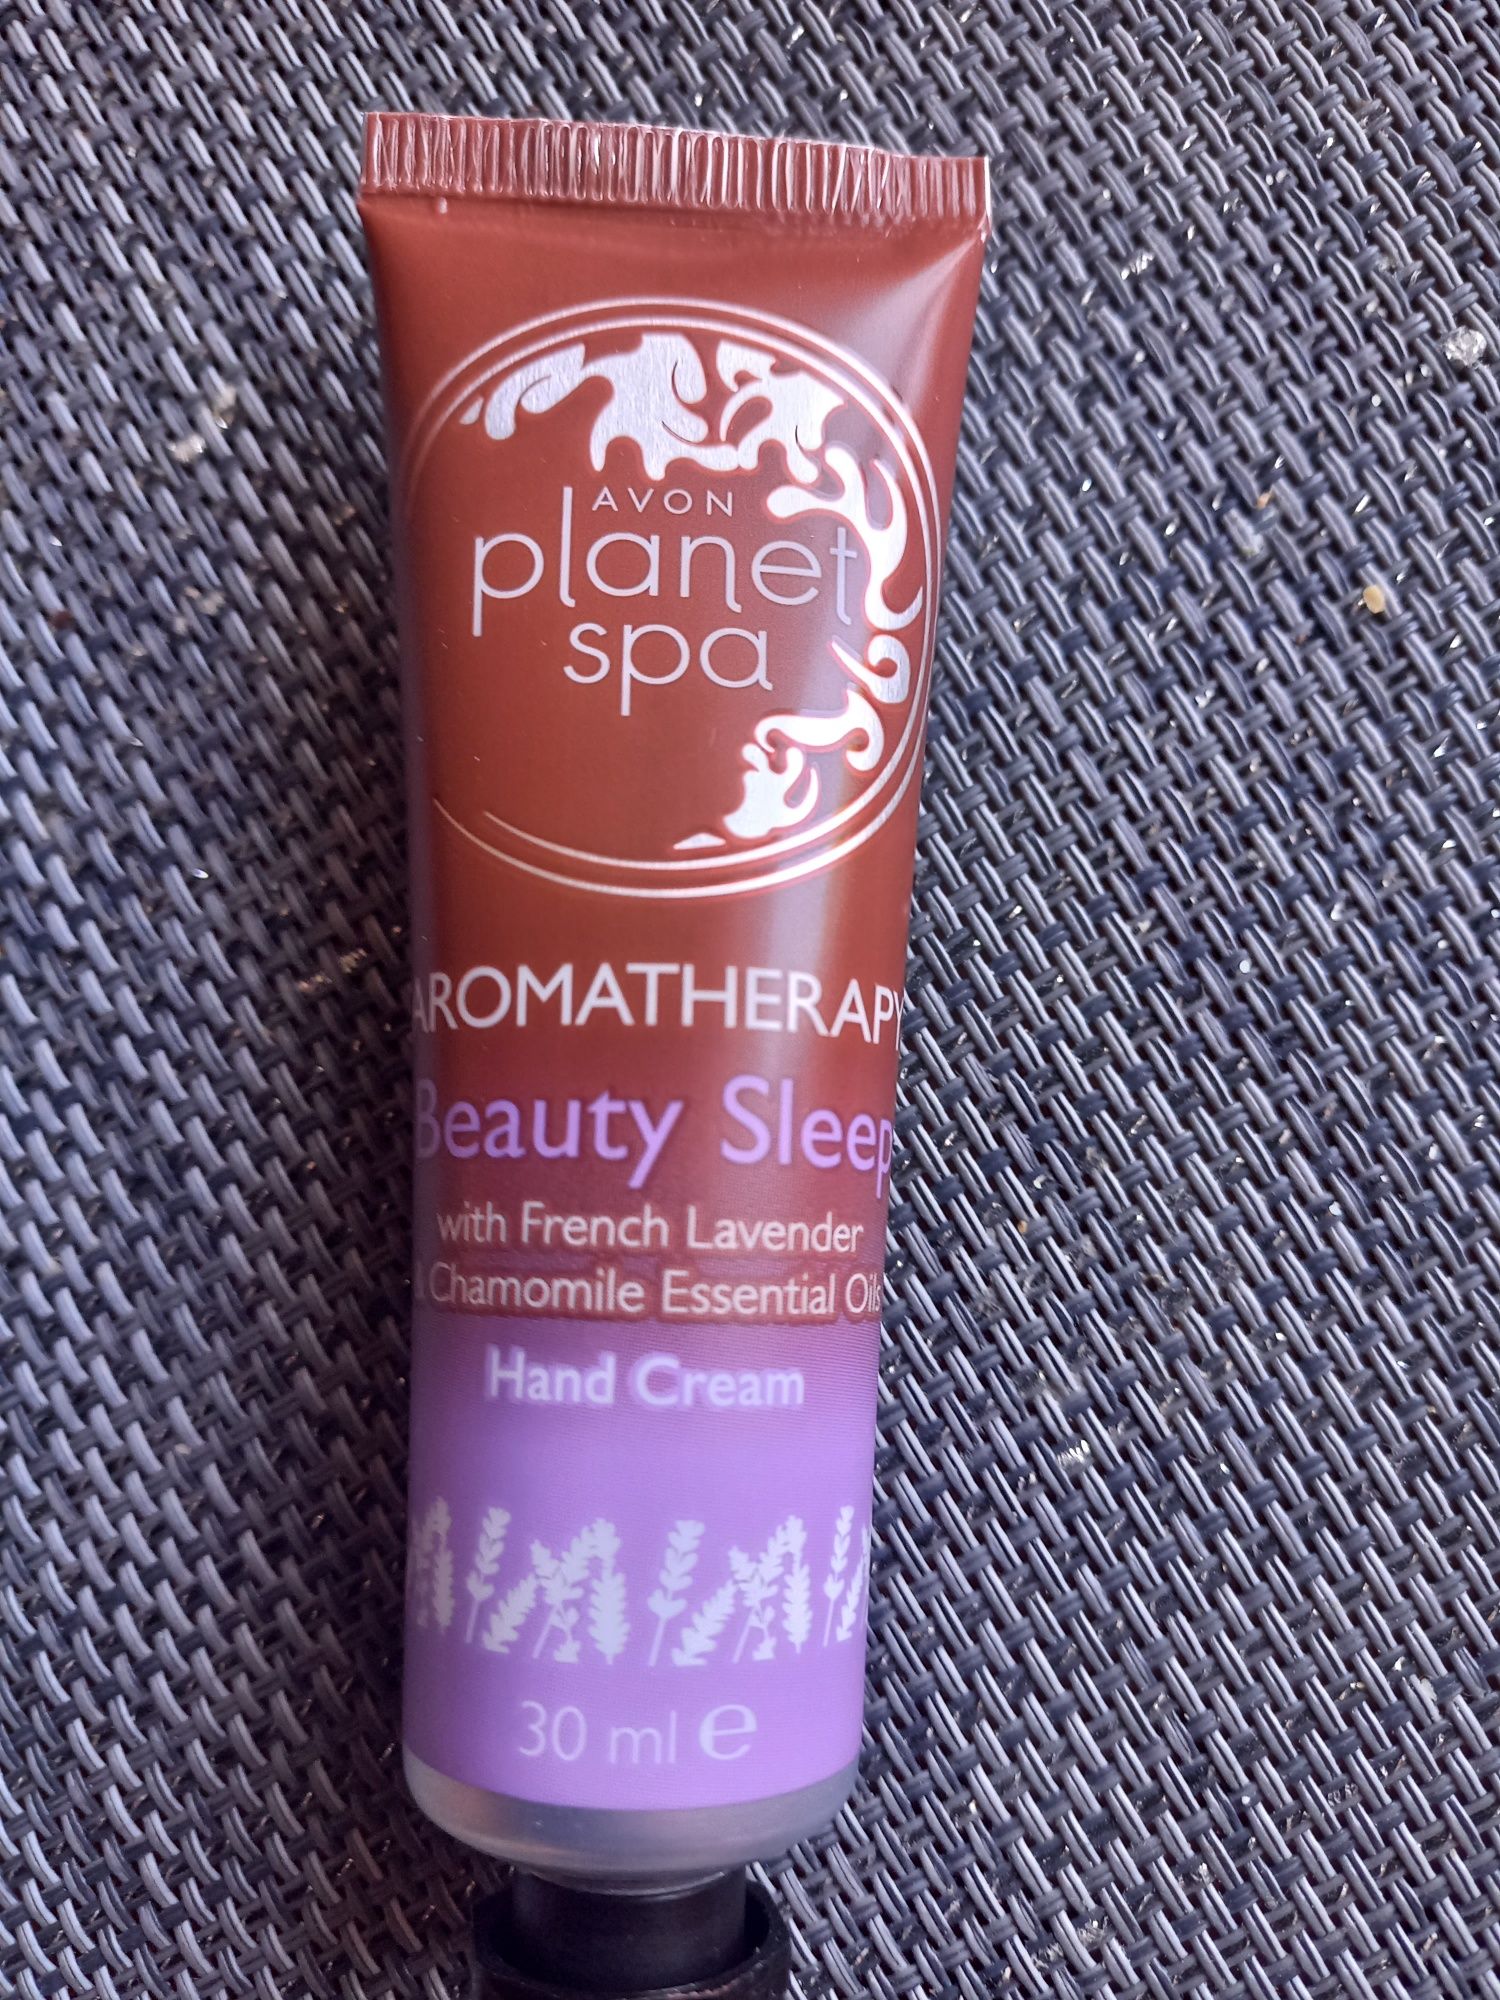 AVON
planet
spa
AROMATHERAPY
Beauty Sleep
with French Lavender
Chamomile Essential Oils
Hand Cream
30 ml ℮